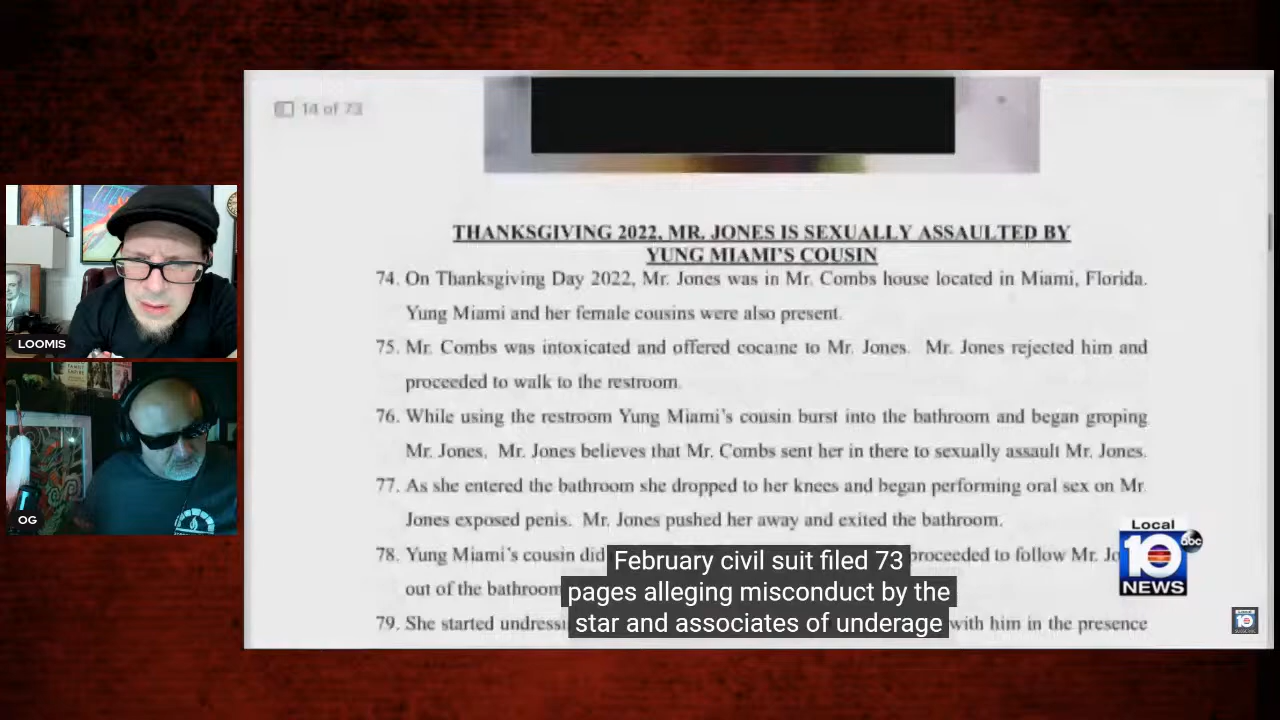 14 of 73
THANKSGIVING 2022, MR. JONES IS SEXUALLY ASSAULTED BY
YUNG MIAMI'S COUSIN
74. On Thanksgiving Day 2022, Mr. Jones was in Mr. Combs house located in Miami, Florida.
Yung Miami and her female cousins were also present.
75. Mr. Combs was intoxicated and offered cocaine to Mr. Jones. Mr. Jones rejected him and
proceeded to walk to the restroom.
76. While using the restroom Yung Miami's cousin burst into the bathroom and began groping
Mr. Jones. Mr. Jones believes that Mr. Combs sent her in there to sexually assault Mr. Jones.
77. As she entered the bathroom she dropped to her knees and began performing oral sex on Mr.
Jones exposed penis. Mr. Jones pushed her away and exited the bathroom.
78. Yung Miami's cousin did proceeded to follow Mr.
out of the bathroom
79. She started with him in the presence
February civil suit filed 73
pages alleging misconduct by the
star and associates of underage
Local
10 abc
NEWS
LOOMIS
OG
10